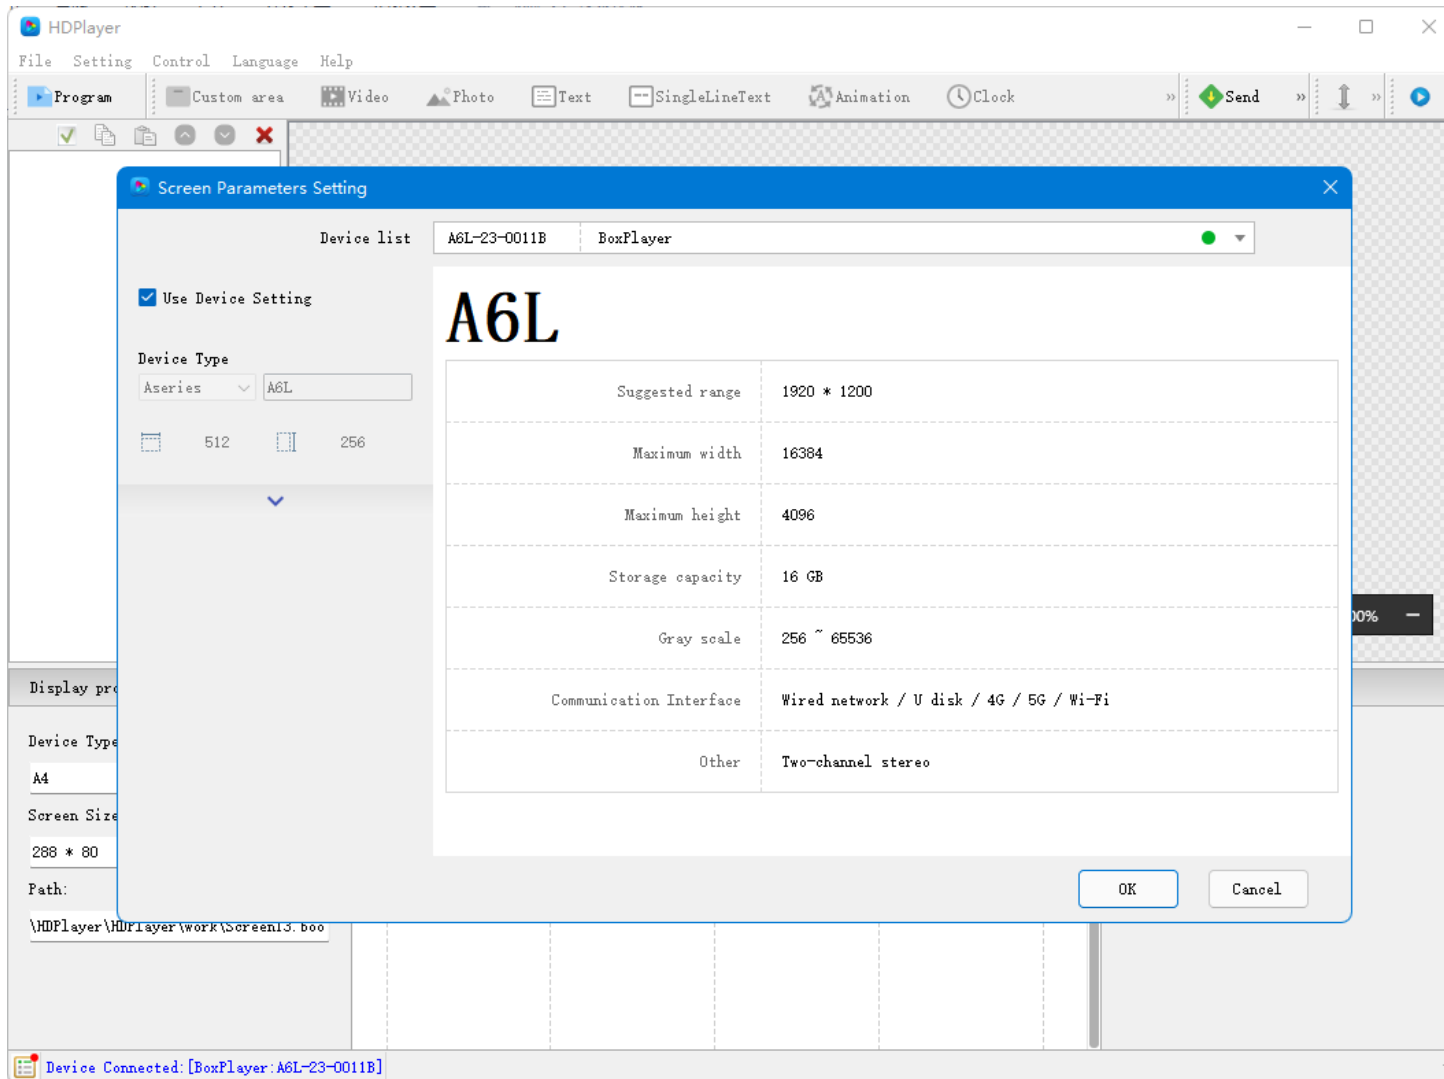 HDPlayer
File Setting Control Language Help
Program Custom area Video Photo Text SingleLineText Animation Clock » Send » »
Screen Parameters Setting
Device list A6L-23-0011B BoxPlayer
Use Device Setting
A6L
Device Type
Aseries A6L
512 256
Suggested range 1920 * 1200
Maximum width 16384
Maximum height 4096
Storage capacity 16 GB
Gray scale 256 ~ 65536
Communication Interface Wired network / U disk / 4G / 5G / Wi-Fi
Other Two-channel stereo
OK Cancel
00%
Display pro
Device Type
A4
Screen Size
288 * 80
Path:
\HDPlayer\HDPlayer\work\Screen13.boo
Device Connected:[BoxPlayer:A6L-23-0011B]